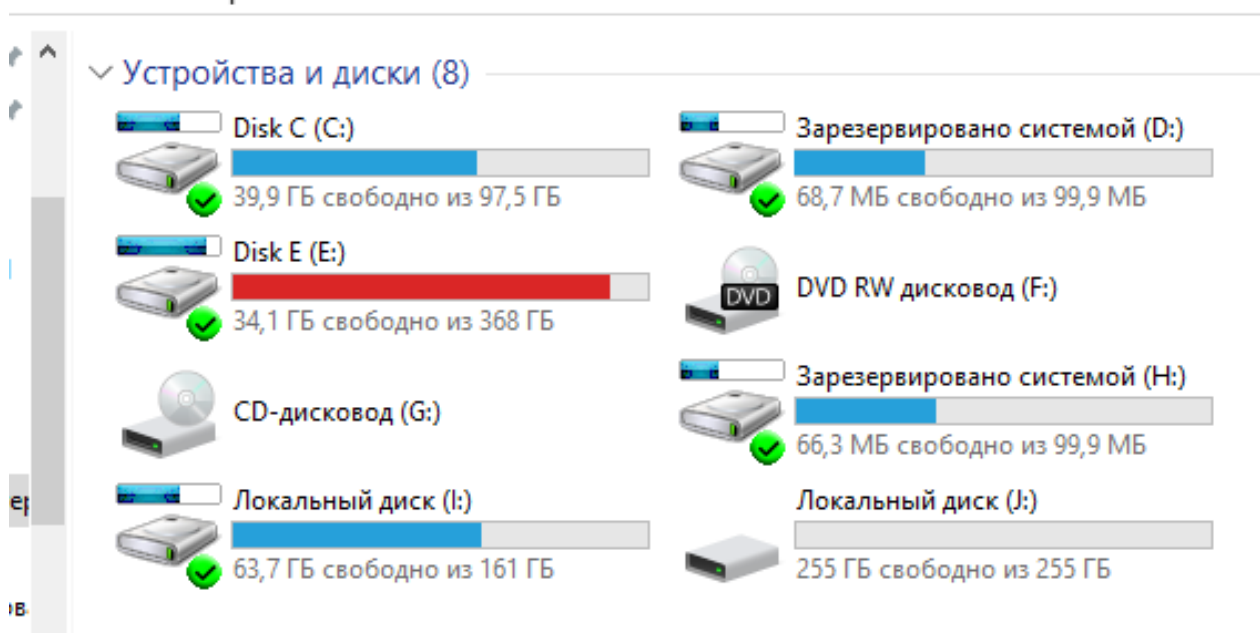 Устройства и диски (8)
Disk C (C:)
39,9 ГБ свободно из 97,5 ГБ
Зарезервировано системой (D:)
68,7 МБ свободно из 99,9 МБ
Disk E (E:)
34,1 ГБ свободно из 368 ГБ
DVD
DVD RW дисковод (F:)
CD-дисковод (G:)
Зарезервировано системой (H:)
66,3 МБ свободно из 99,9 МБ
Локальный диск (I:)
63,7 ГБ свободно из 161 ГБ
Локальный диск (J:)
255 ГБ свободно из 255 ГБ